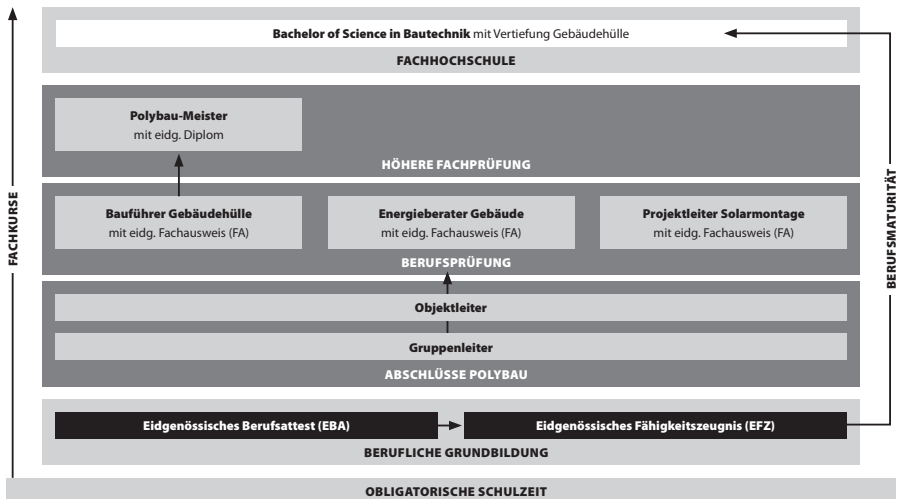 Bachelor of Science in Bautechnik mit Vertiefung Gebäudehülle
FACHHOCHSCHULE
Polybau-Meister
mit eidg. Diplom
HÖHERE FACHPRÜFUNG
Bauführer Gebäudehülle
mit eidg. Fachausweis (FA)
Energieberater Gebäude
mit eidg. Fachausweis (FA)
Projektleiter Solarmontage
mit eidg. Fachausweis (FA)
BERUFSPRÜFUNG
Objektleiter
Gruppenleiter
ABSCHLÜSSE POLYBAU
Eidgenössisches Berufsattest (EBA)
Eidgenössisches Fähigkeitszeugnis (EFZ)
BERUFLICHE GRUNDBILDUNG
OBLIGATORISCHE SCHULZEIT
FACHKURSE
BERUFSMATURITÄT